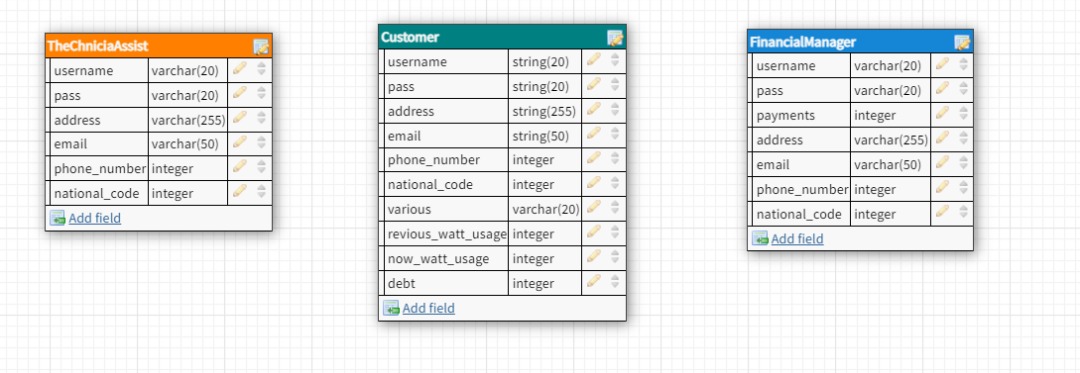 TheChniciaAssist
username varchar(20)
pass varchar(20)
address varchar(255)
email varchar(50)
phone_number integer
national_code integer
Add field
Customer
username string(20)
pass string(20)
address string(255)
email string(50)
phone_number integer
national_code integer
various varchar(20)
revious_watt_usage integer
now_watt_usage integer
debt integer
Add field
FinancialManager
username varchar(20)
pass varchar(20)
payments integer
address varchar(255)
email varchar(50)
phone_number integer
national_code integer
Add field